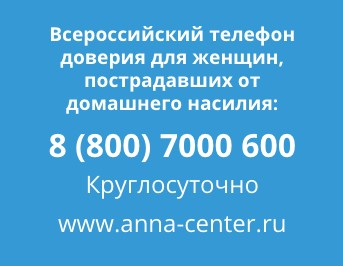 Всероссийский телефон
доверия для женщин,
пострадавших от
домашнего насилия:
8 (800) 7000 600
Круглосуточно
www.anna-center.ru